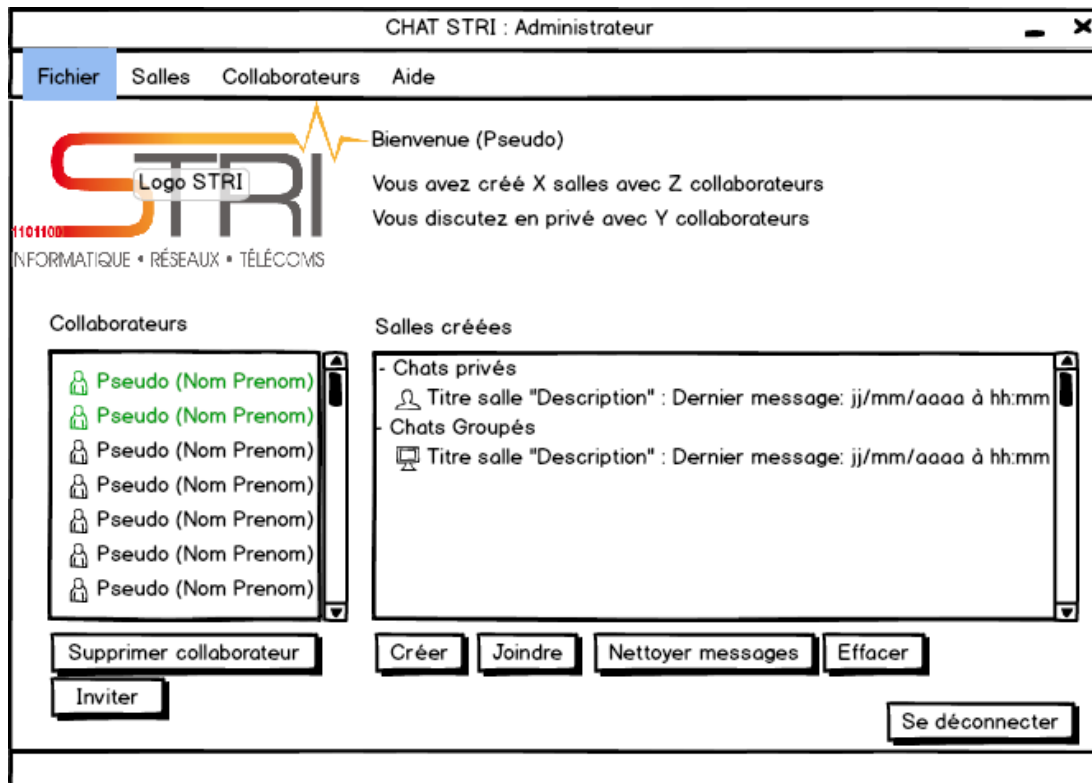 CHAT STRI : Administrateur
Fichier Salles Collaborateurs Aide
STRI
Logo STRI
1101100
NFORMATIQUE • RÉSEAUX • TÉLÉCOMS
Bienvenue (Pseudo)
Vous avez créé X salles avec Z collaborateurs
Vous discutez en privé avec Y collaborateurs
Collaborateurs
Pseudo (Nom Prenom)
Pseudo (Nom Prenom)
Pseudo (Nom Prenom)
Pseudo (Nom Prenom)
Pseudo (Nom Prenom)
Pseudo (Nom Prenom)
Pseudo (Nom Prenom)
Supprimer collaborateur
Inviter
Salles créées
- Chats privés
Titre salle "Description" : Dernier message: jj/mm/aaaa à hh:mm
- Chats Groupés
Titre salle "Description" : Dernier message: jj/mm/aaaa à hh:mm
Créer Joindre Nettoyer messages Effacer
Se déconnecter